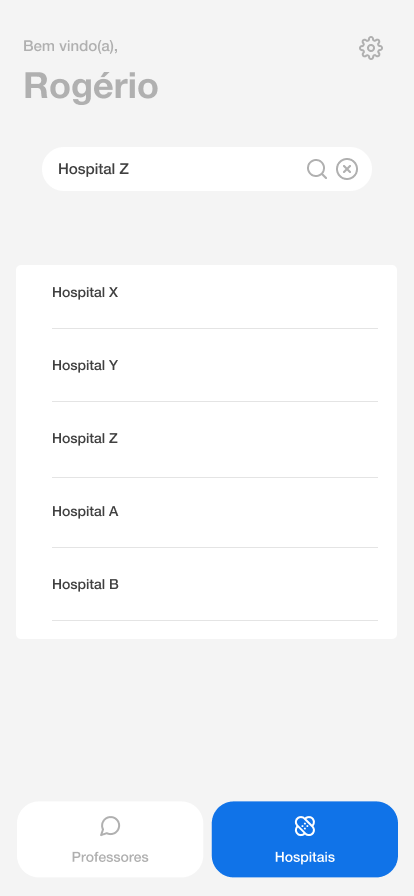 Bem vindo(a),
Rogério
Hospital Z
Hospital X
Hospital Y
Hospital Z
Hospital A
Hospital B
Professores
Hospitais